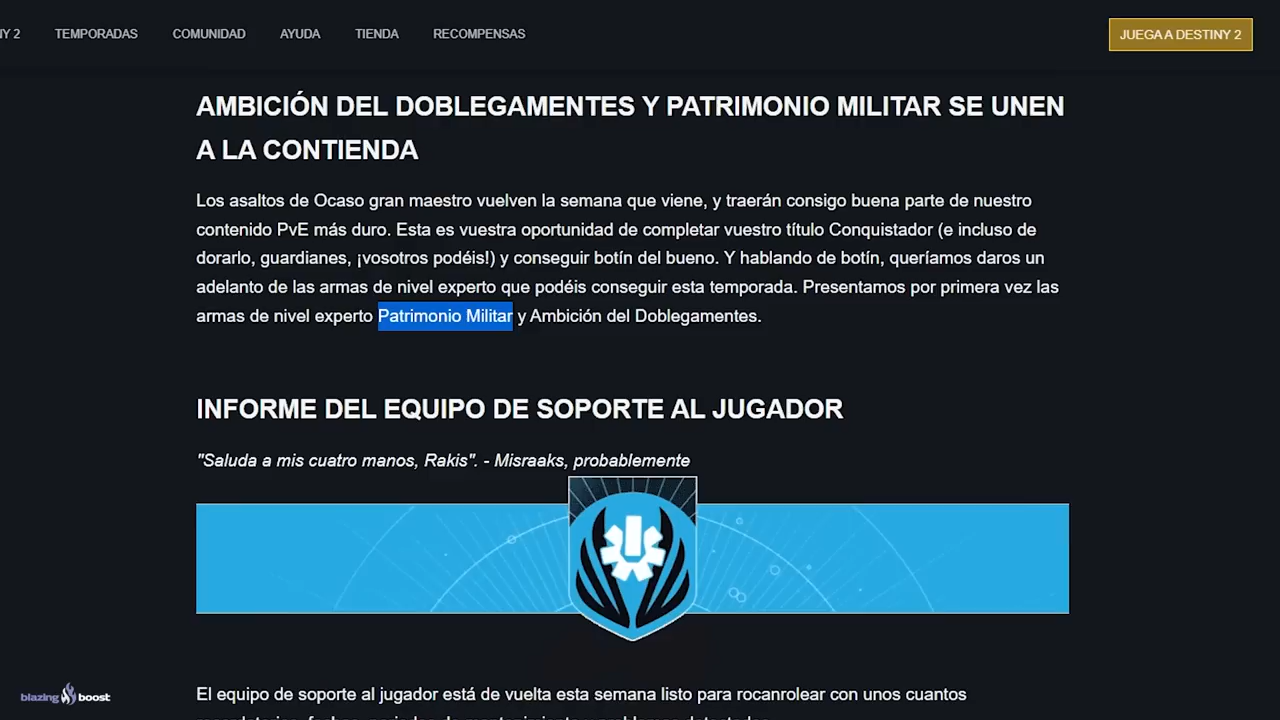 NY 2 TEMPORADAS COMUNIDAD AYUDA TIENDA RECOMPENSAS JUEGA A DESTINY 2
AMBICIÓN DEL DOBLEGAMENTES Y PATRIMONIO MILITAR SE UNEN
A LA CONTIENDA
Los asaltos de Ocaso gran maestro vuelven la semana que viene, y traerán consigo buena parte de nuestro
contenido PvE más duro. Esta es vuestra oportunidad de completar vuestro título Conquistador (e incluso de
dorarlo, guardianes, ¡vosotros podéis!) y conseguir botín del bueno. Y hablando de botín, queríamos daros un
adelanto de las armas de nivel experto que podéis conseguir esta temporada. Presentamos por primera vez las
armas de nivel experto Patrimonio Militar y Ambición del Doblegamentes.
INFORME DEL EQUIPO DE SOPORTE AL JUGADOR
"Saluda a mis cuatro manos, Rakis". - Misraaks, probablemente
El equipo de soporte al jugador está de vuelta esta semana listo para rocanrolear con unos cuantos
blazing boost